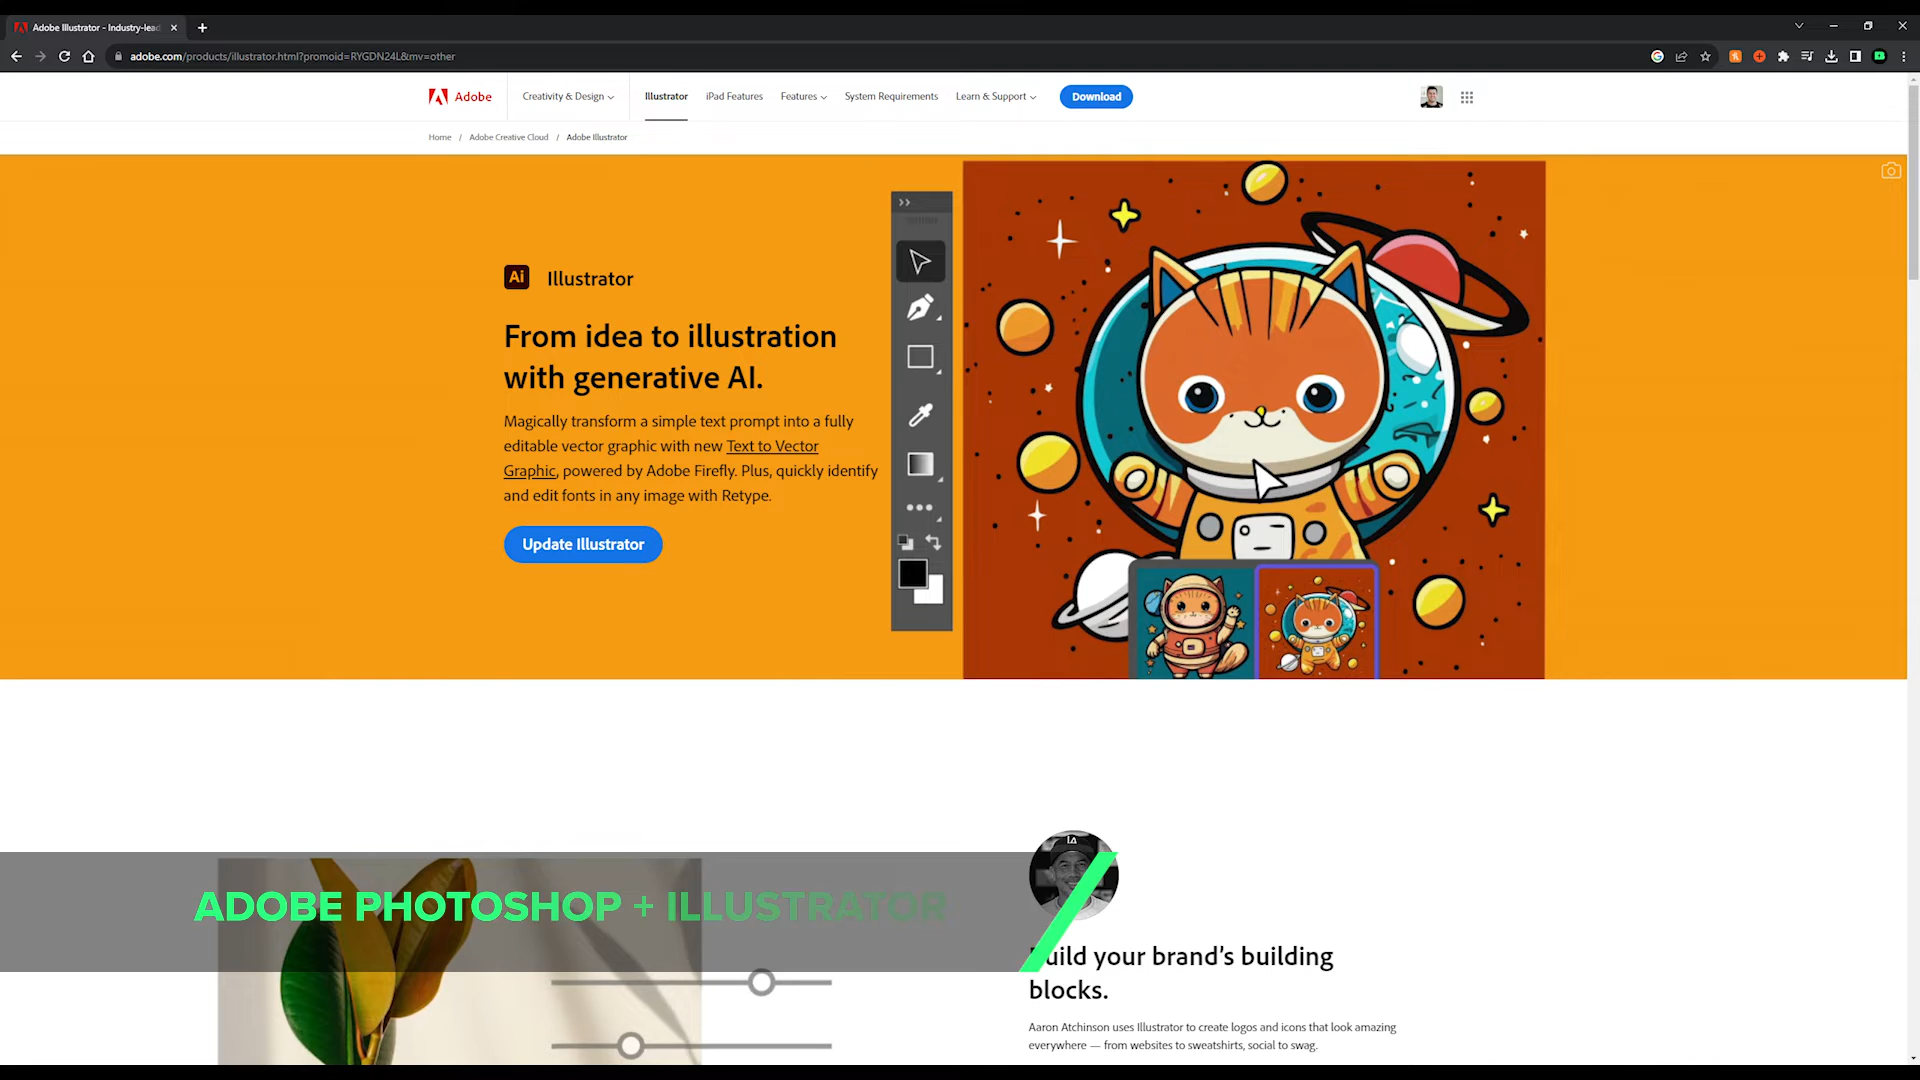 Adobe Illustrator - Industry-lead
adobe.com/products/illustrator.html?promoid=RYGDN24L&mv=other
Adobe
Creativity & Design
Illustrator
iPad Features
Features
System Requirements
Learn & Support
Download
Home / Adobe Creative Cloud / Adobe Illustrator
Ai Illustrator
From idea to illustration
with generative AI.
Magically transform a simple text prompt into a fully
editable vector graphic with new Text to Vector
Graphic, powered by Adobe Firefly. Plus, quickly identify
and edit fonts in any image with Retype.
Update Illustrator
ADOBE PHOTOSHOP + ILLUSTRATOR
Build your brand’s building
blocks.
Aaron Atchinson uses Illustrator to create logos and icons that look amazing
everywhere — from websites to sweatshirts, social to swag.